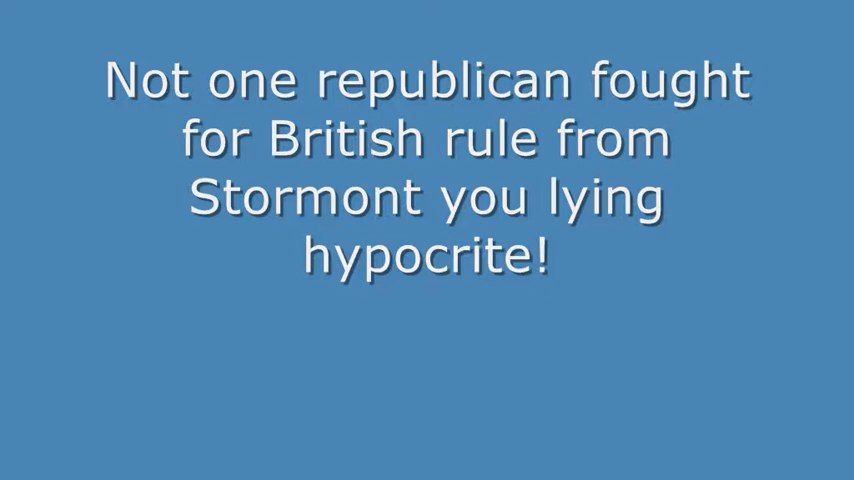 Not one republican fought
for British rule from
Stormont you lying
hypocrite!